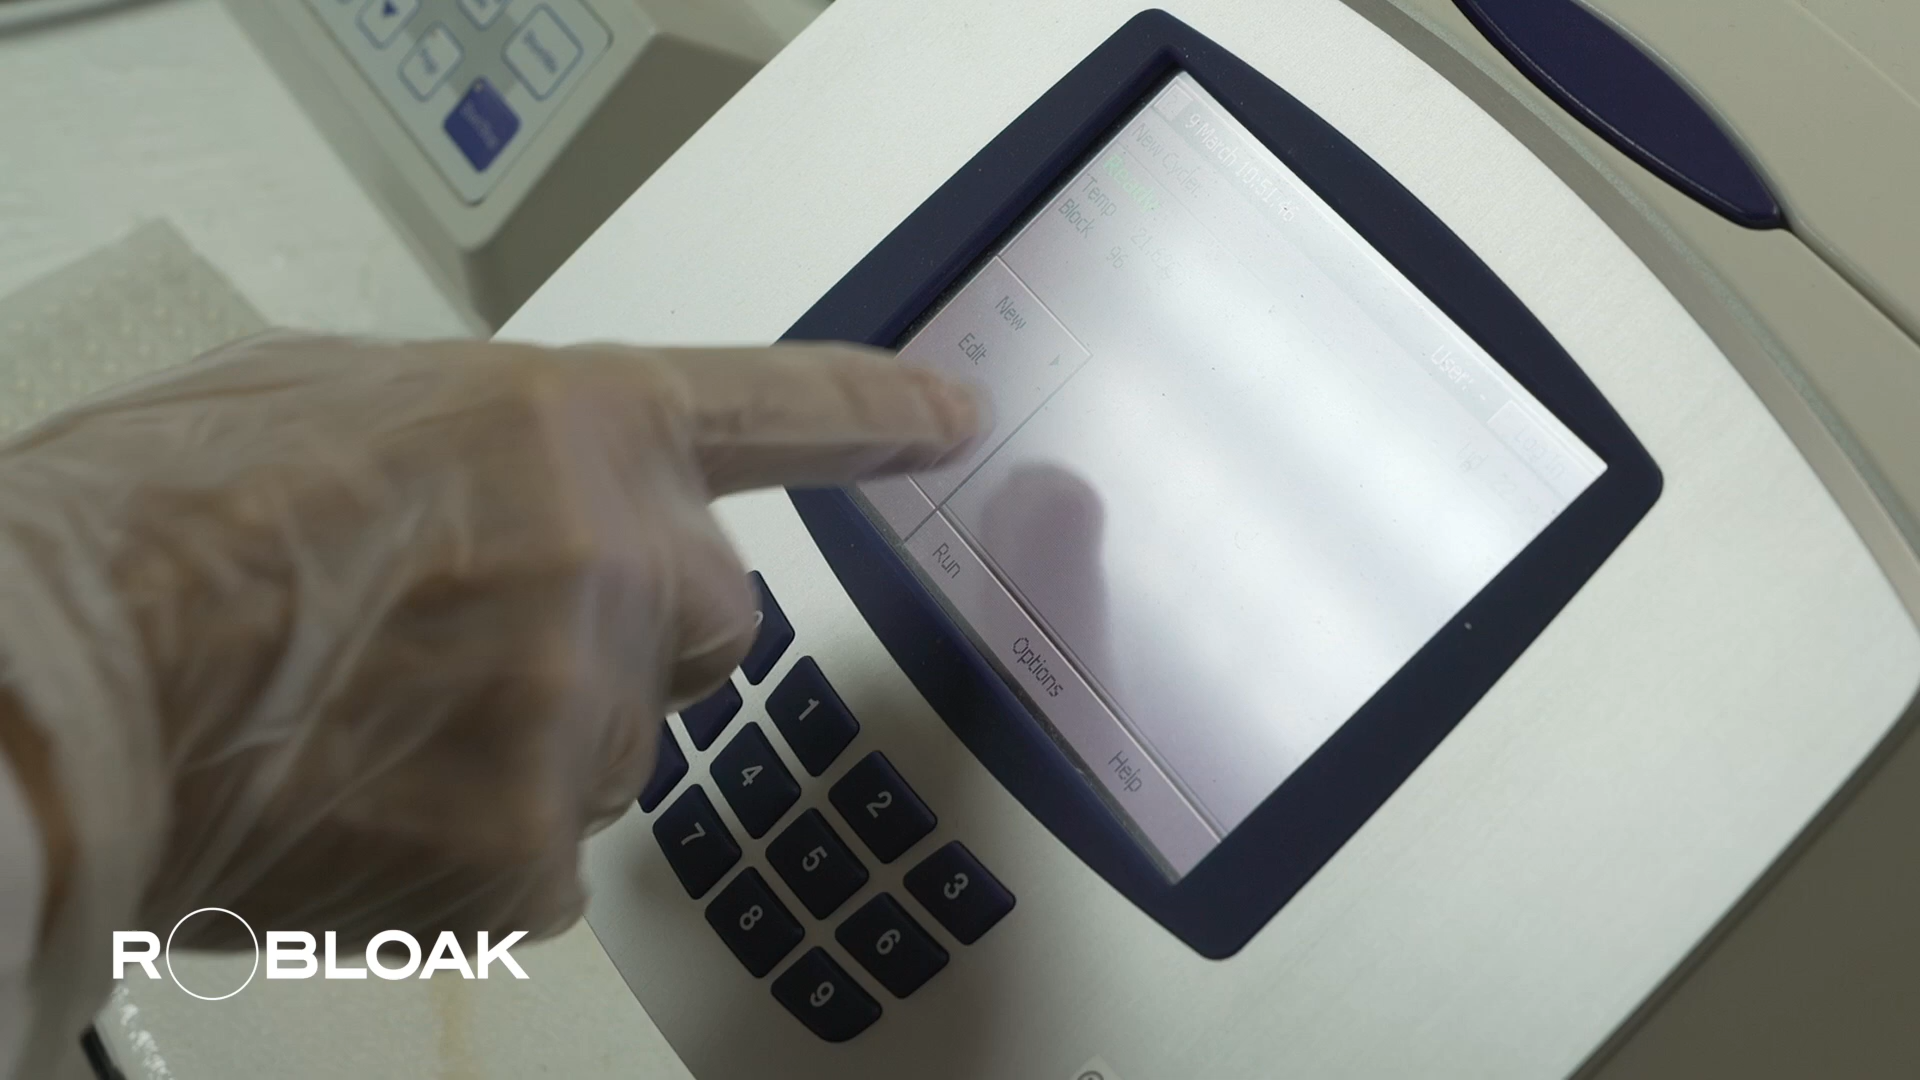 9 March 10:51:46
User: -
New Cycler
Ready
Temp
Block 96
New
Edit
Run
Options
Help
1
2
3
4
5
6
7
8
9
ROBLOAK